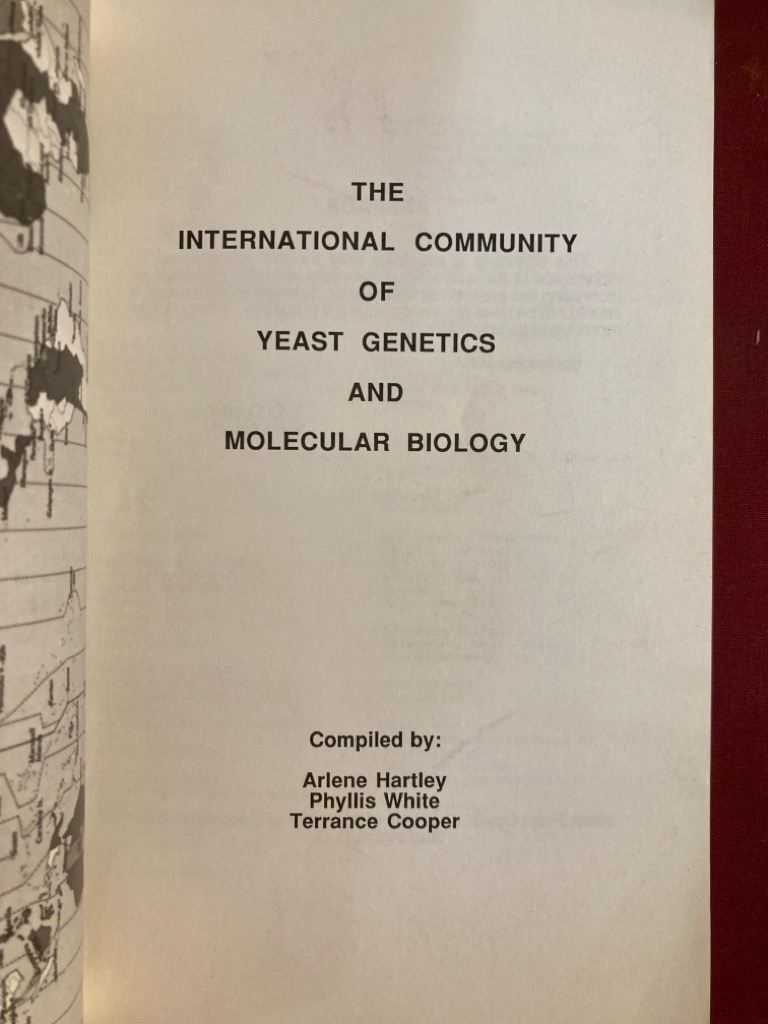 THE
INTERNATIONAL COMMUNITY
OF
YEAST GENETICS
AND
MOLECULAR BIOLOGY
Compiled by:
Arlene Hartley
Phyllis White
Terrance Cooper